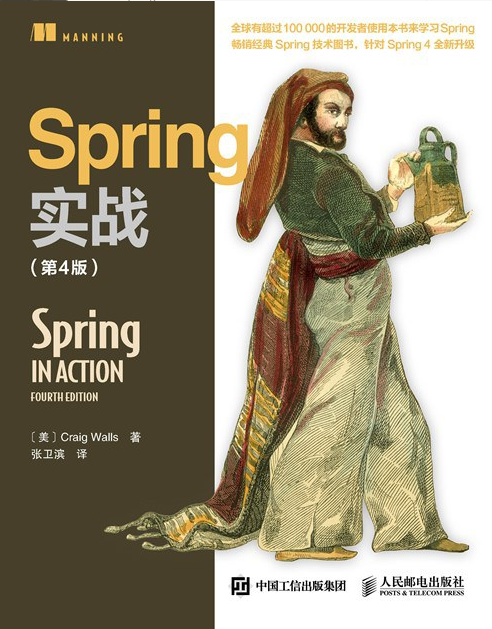 MANNING
全球有超过100 000的开发者使用本书来学习Spring
畅销经典 Spring 技术图书，针对 Spring 4 全新升级
Spring
实战
（第4版）
Spring
IN ACTION
FOURTH EDITION
［美］Craig Walls 著
张卫滨 译
中国工信出版集团
人民邮电出版社
POSTS & TELECOM PRESS